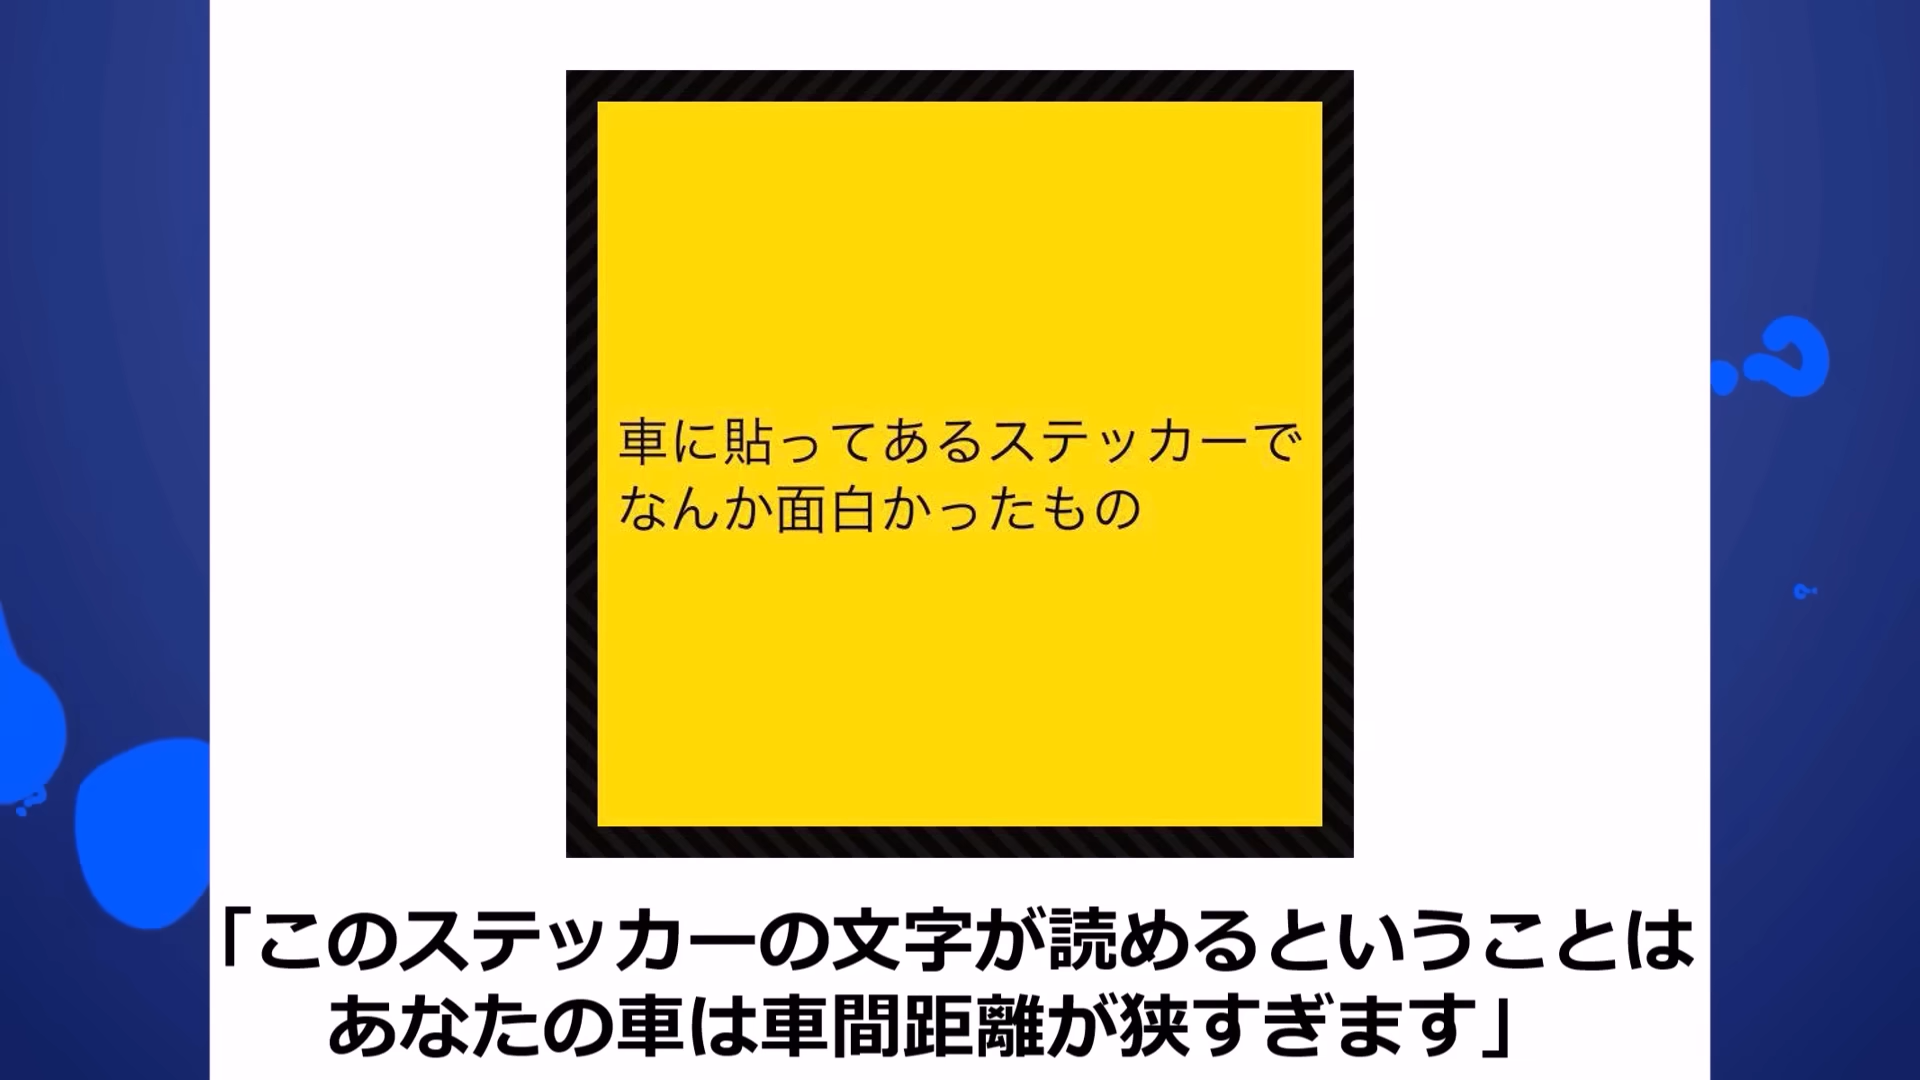 車に貼ってあるステッカーで
なんか面白かったもの
「このステッカーの文字が読めるということは
あなたの車は車間距離が狭すぎます」